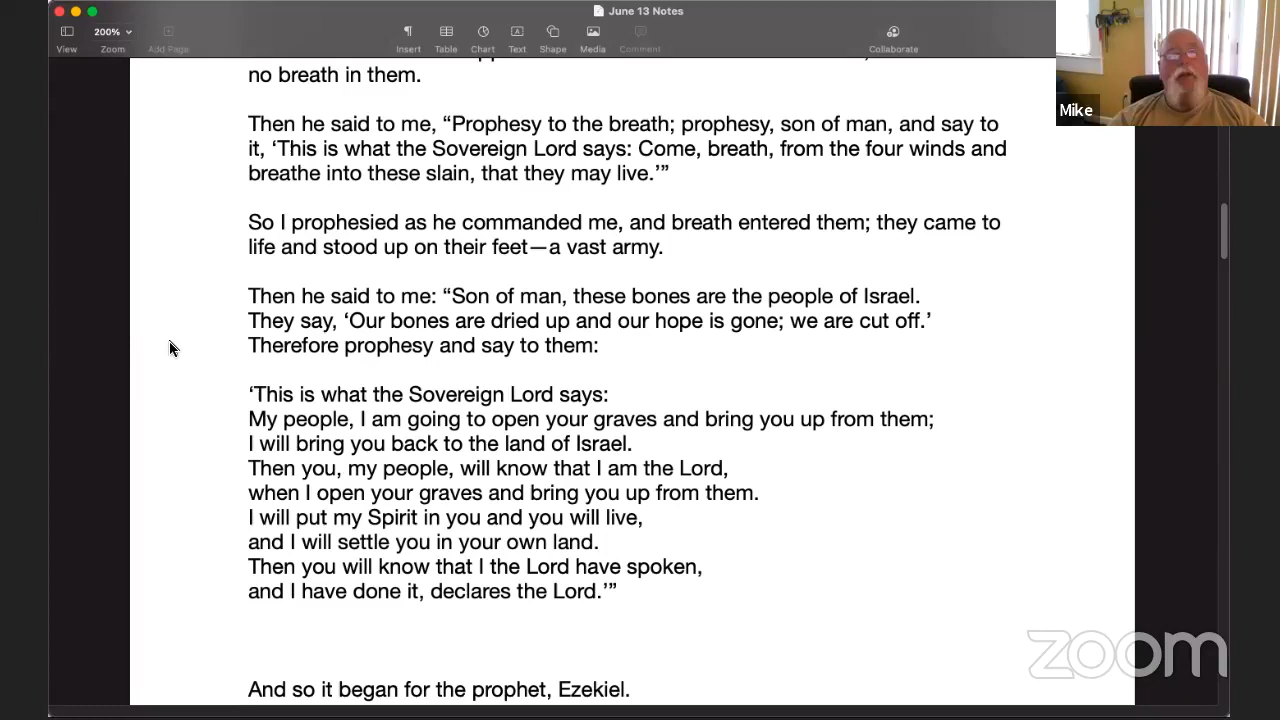 June 13 Notes
200%
View
Zoom
Add Page
Insert
Table
Chart
Text
Shape
Media
Comment
Collaborate
Mike
no breath in them.
Then he said to me, “Prophesy to the breath; prophesy, son of man, and say to
it, ‘This is what the Sovereign Lord says: Come, breath, from the four winds and
breathe into these slain, that they may live.’”
So I prophesied as he commanded me, and breath entered them; they came to
life and stood up on their feet—a vast army.
Then he said to me: “Son of man, these bones are the people of Israel.
They say, ‘Our bones are dried up and our hope is gone; we are cut off.’
Therefore prophesy and say to them:
‘This is what the Sovereign Lord says:
My people, I am going to open your graves and bring you up from them;
I will bring you back to the land of Israel.
Then you, my people, will know that I am the Lord,
when I open your graves and bring you up from them.
I will put my Spirit in you and you will live,
and I will settle you in your own land.
Then you will know that I the Lord have spoken,
and I have done it, declares the Lord.’”
And so it began for the prophet, Ezekiel.
zoom